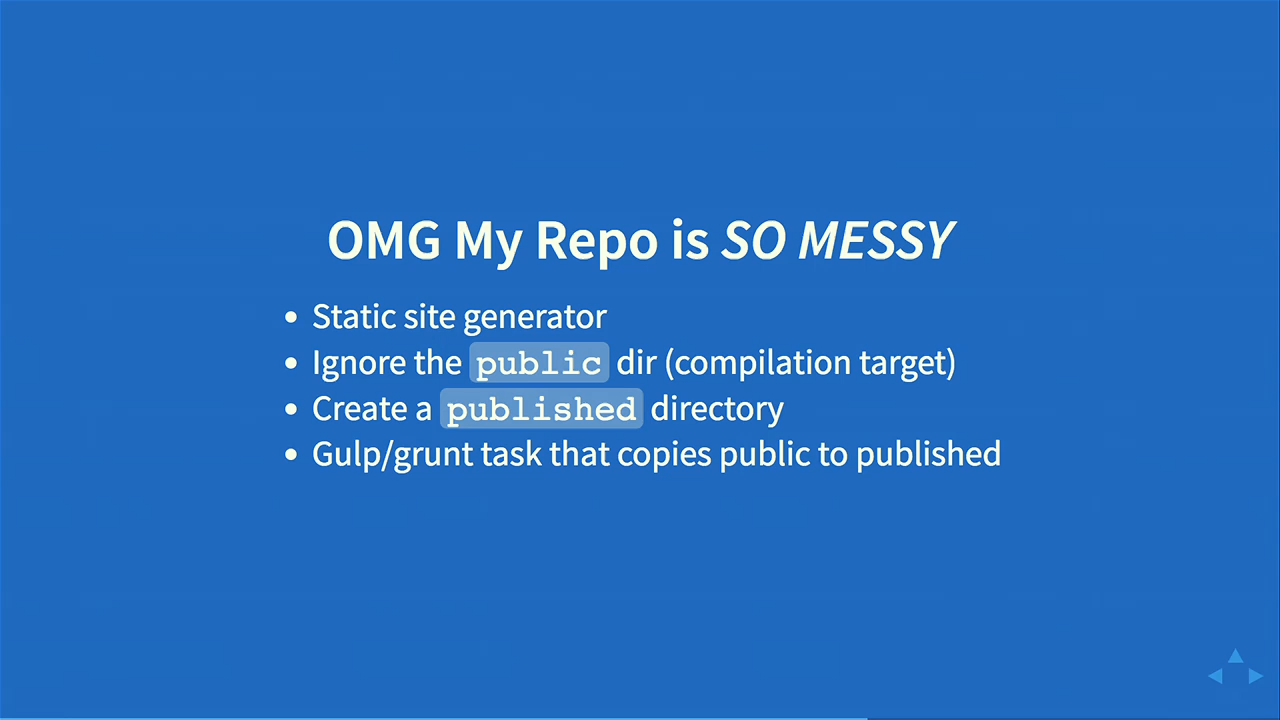 OMG My Repo is SO MESSY
Static site generator
Ignore the public dir (compilation target)
Create a published directory
Gulp/grunt task that copies public to published